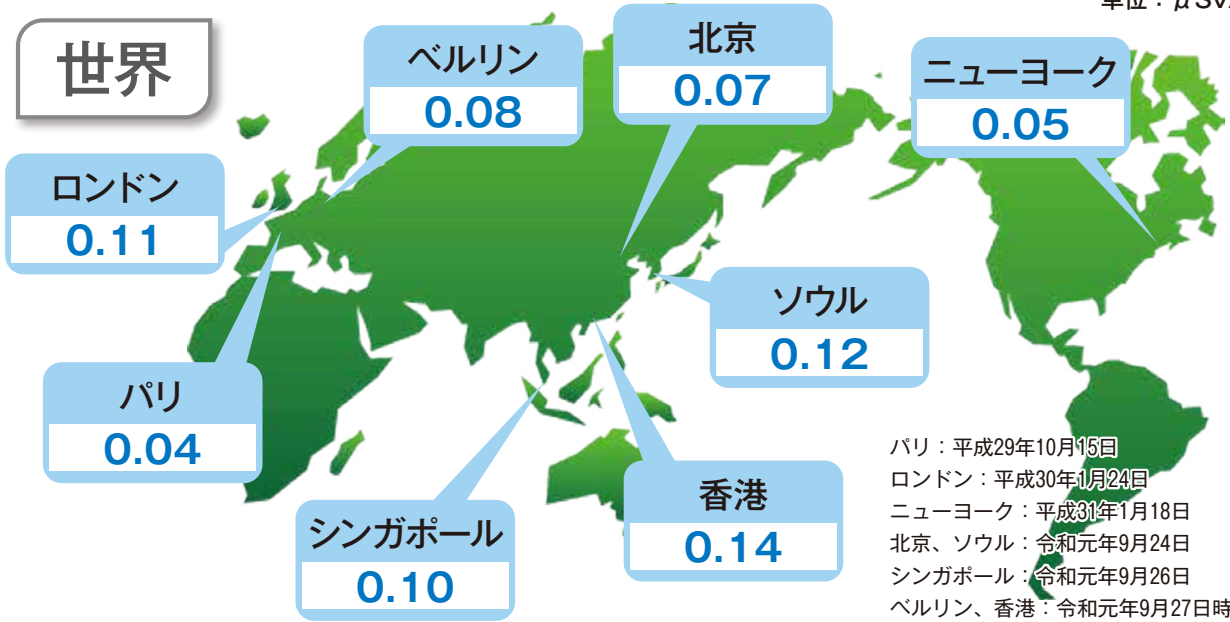 単位：μSv/
世界
ベルリン
0.08
北京
0.07
ニューヨーク
0.05
ロンドン
0.11
ソウル
0.12
パリ
0.04
シンガポール
0.10
香港
0.14
パリ：平成29年10月15日
ロンドン：平成30年1月24日
ニューヨーク：平成31年1月18日
北京、ソウル：令和元年9月24日
シンガポール：令和元年9月26日
ベルリン、香港：令和元年9月27日時